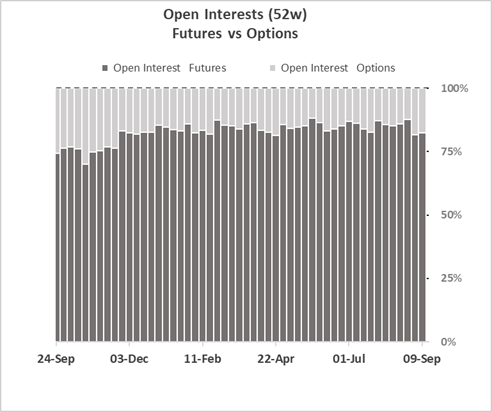 Open Interests (52w)
Futures vs Options
Open Interest Futures Open Interest Options
100%
75%
50%
25%
0%
24-Sep 03-Dec 11-Feb 22-Apr 01-Jul 09-Sep